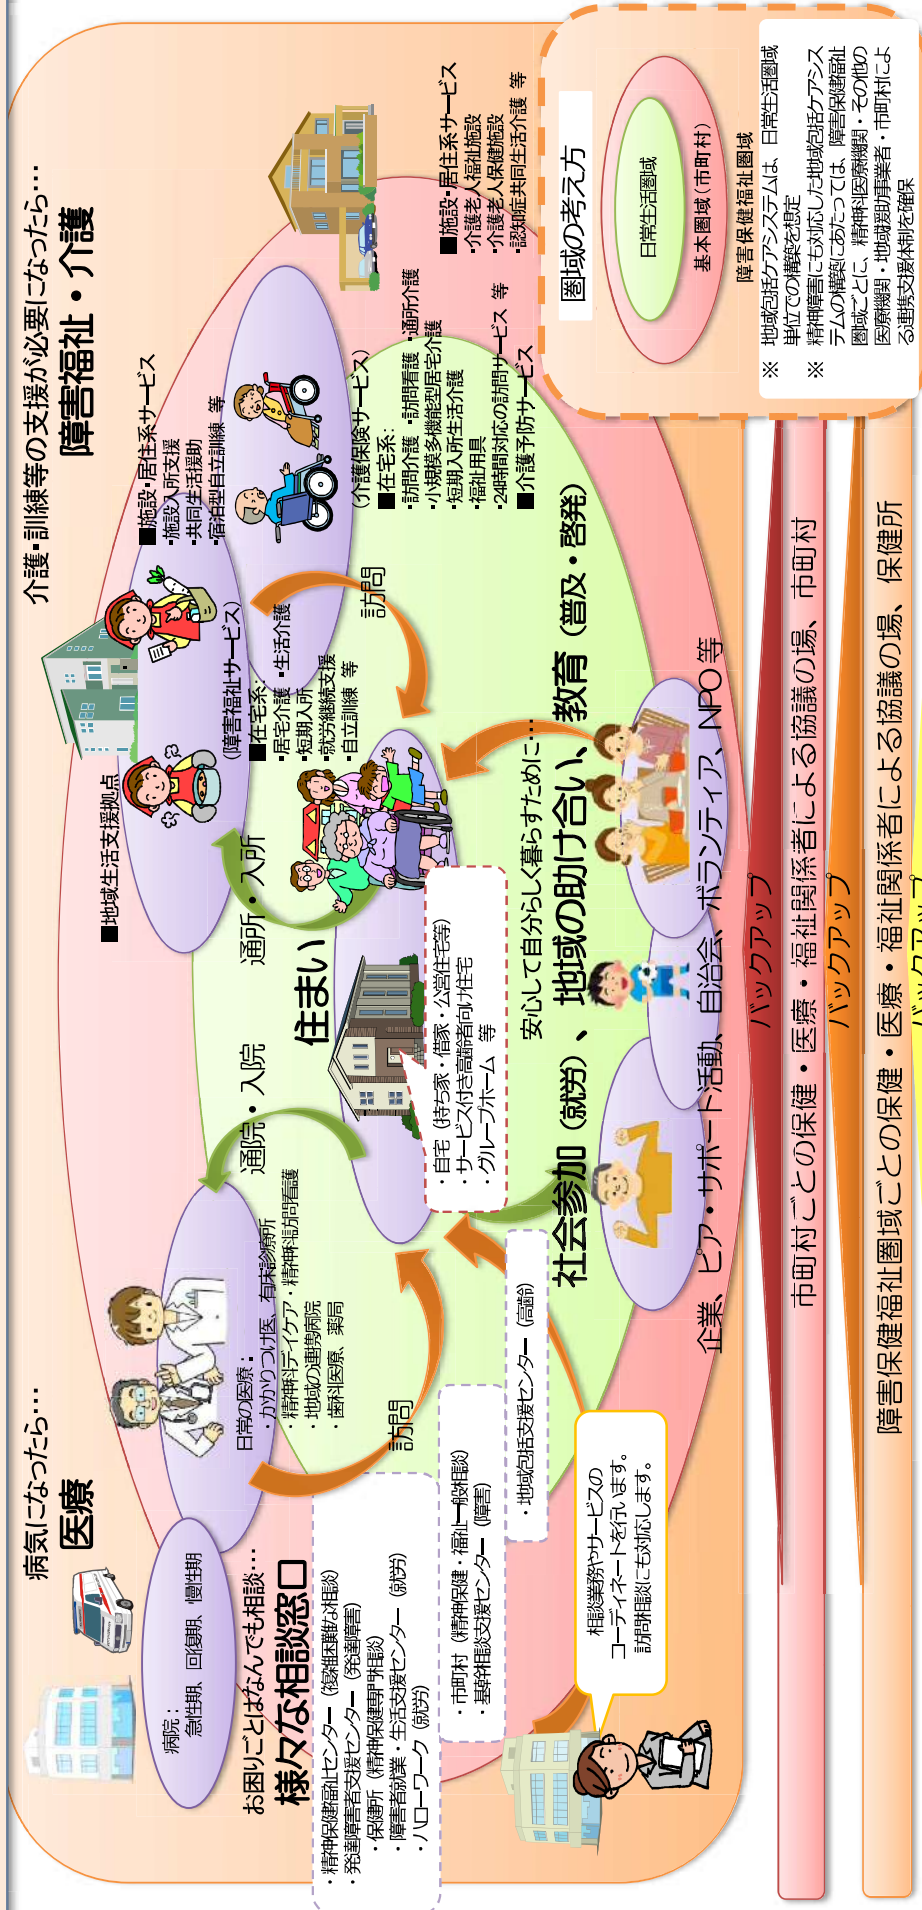 病気になったら…
医療
病院：
急性期、回復期、慢性期
日常の医療：
・かかりつけ医、有床診療所
・精神科デイケア・精神科訪問看護
・地域の連携病院
・歯科医療、薬局
通院・入院
訪問
介護・訓練等の支援が必要になったら…
障害福祉・介護
■地域生活支援拠点
■施設・居住系サービス
・施設入所支援
・共同生活援助
・宿泊型自立訓練 等
(障害福祉サービス)
■在宅系：
・居宅介護 ・生活介護
・短期入所
・就労継続支援
・自立訓練 等
(介護保険サービス)
■在宅系：
・訪問介護 ・訪問看護 ・通所介護
・小規模多機能型居宅介護
・短期入所生活介護
・福祉用具
・24時間対応の訪問サービス 等
■介護予防サービス
■施設・居住系サービス
・介護老人福祉施設
・介護老人保健施設
・認知症共同生活介護 等
通所・入所
訪問
住まい
・自宅（持ち家・借家・公営住宅等）
・サービス付き高齢者向け住宅
・グループホーム 等
お困りごとはなんでも相談…
様々な相談窓口
・精神保健福祉センター（複雑困難な相談）
・発達障害者支援センター（発達障害）
・保健所（精神保健専門相談）
・障害者就業・生活支援センター（就労）
・ハローワーク（就労）
・市町村（精神保健・福祉一般相談）
・基幹相談支援センター（障害）
・地域包括支援センター（高齢）
相談業務やサービスの
コーディネートを行います。
訪問相談にも対応します。
安心して自分らしく暮らすために…
社会参加（就労）、地域の助け合い、教育（普及・啓発）
企業、ピア・サポート活動、自治会、ボランティア、NPO等
圏域の考え方
日常生活圏域
基本圏域（市町村）
障害保健福祉圏域
※ 地域包括ケアシステムは、日常生活圏域
単位での構築を想定
※ 精神障害にも対応した地域包括ケアシス
テムの構築にあたっては、障害保健福祉
圏域ごとに、精神科医療機関・その他の
医療機関・地域援助事業者・市町村によ
る連携支援体制を確保
バックアップ
市町村ごとの保健・医療・福祉関係者による協議の場、市町村
バックアップ
障害保健福祉圏域ごとの保健・医療・福祉関係者による協議の場、保健所
バックアップ